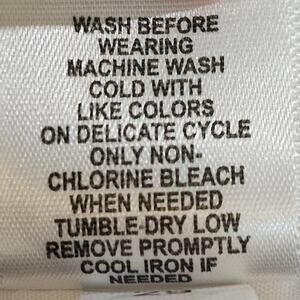 WASH BEFORE
WEARING
MACHINE WASH
COLD WITH
LIKE COLORS
ON DELICATE CYCLE
ONLY NON-
CHLORINE BLEACH
WHEN NEEDED
TUMBLE-DRY LOW
REMOVE PROMPTLY
COOL IRON IF
NEEDED